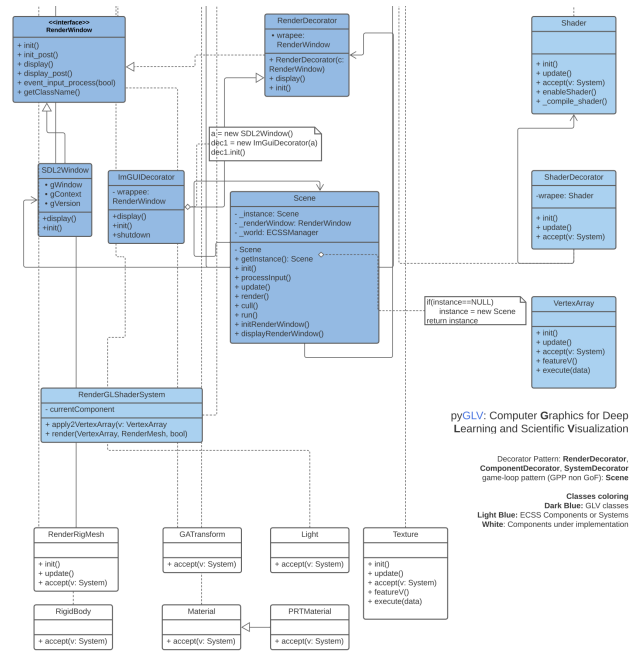 <<interface>>
RenderWindow
+ init()
+ init_post()
+ display()
+ display_post()
+ event_input_process(bool)
+ getClassName()
RenderDecorator
• wrapee:
RenderWindow
+ RenderDecorator(c:
RenderWindow)
+ display()
+ init()
Shader
+ init()
+ update()
+ accept(v: System)
+ enableShader()
+ _compile_shader()
a = new SDL2Window()
dec1 = new ImGuiDecorator(a)
dec1.init()
SDL2Window
• gWindow
• gContext
• gVersion
+display()
+init()
ImGUIDecorator
- wrappee:
RenderWindow
+display()
+init()
+shutdown
Scene
- _instance: Scene
- _renderWindow: RenderWindow
- _world: ECSSManager
- Scene
+ getInstance(): Scene
+ init()
+ processInput()
+ update()
+ render()
+ cull()
+ run()
+ initRenderWindow()
+ displayRenderWindow()
ShaderDecorator
-wrapee: Shader
+ init()
+ update()
+ accept(v: System)
if(instance==NULL)
instance = new Scene
return instance
VertexArray
+ init()
+ update()
+ accept(v: System)
+ featureV()
+ execute(data)
RenderGLShaderSystem
- currentComponent
+ apply2VertexArray(v: VertexArray
+ render(VertexArray, RenderMesh, bool)
pyGLV: Computer Graphics for Deep
Learning and Scientific Visualization
Decorator Pattern: RenderDecorator,
ComponentDecorator, SystemDecorator
game-loop pattern (GPP non GoF): Scene
Classes coloring
Dark Blue: GLV classes
Light Blue: ECSS Components or Systems
White: Components under implementation
RenderRigMesh
+ init()
+ update()
+ accept(v: System)
GATransform
+ accept(v: System)
Light
+ accept(v: System)
Texture
+ init()
+ update()
+ accept(v: System)
+ featureV()
+ execute(data)
RigidBody
+ accept(v: System)
Material
+ accept(v: System)
PRTMaterial
+ accept(v: System)